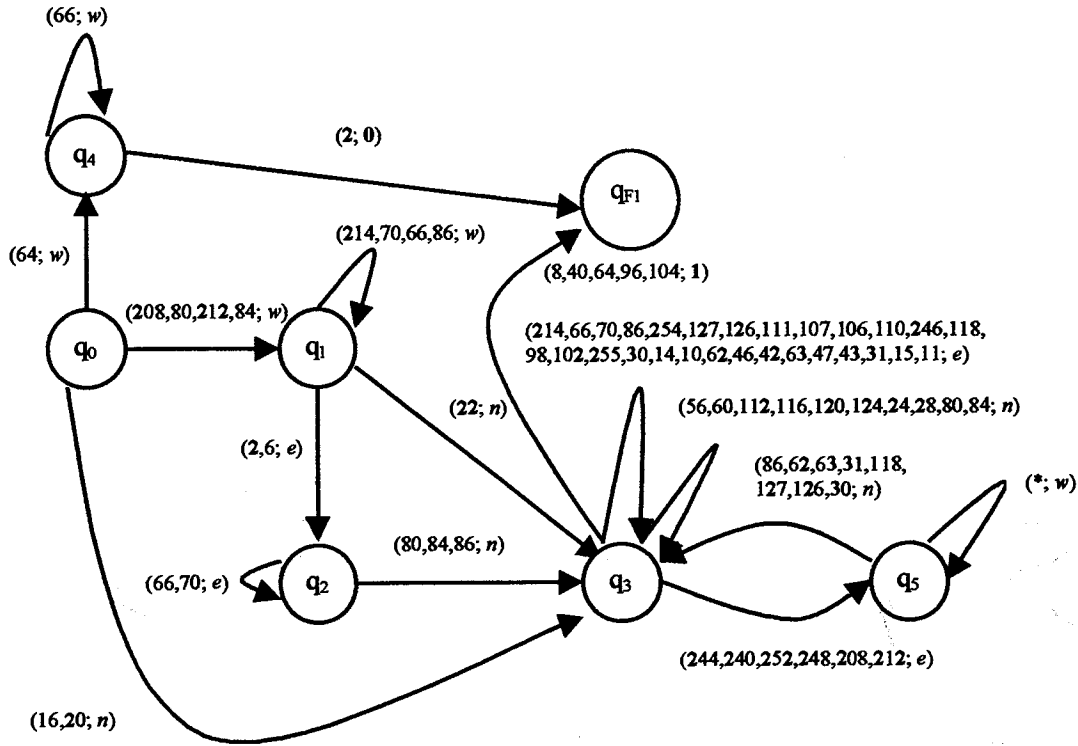 (66; w)
q4
(2; 0)
qF1
(64; w)
(214,70,66,86; w)
(8,40,64,96,104; 1)
(208,80,212,84; w)
q0
q1
(214,66,70,86,254,127,126,111,107,106,110,246,118,
98,102,255,30,14,10,62,46,42,63,47,43,31,15,11; e)
(22; n)
(56,60,112,116,120,124,24,28,80,84; n)
(2,6; e)
(86,62,63,31,118,
127,126,30; n)
(*; w)
(80,84,86; n)
(66,70; e)
q2
q3
q5
(244,240,252,248,208,212; e)
(16,20; n)